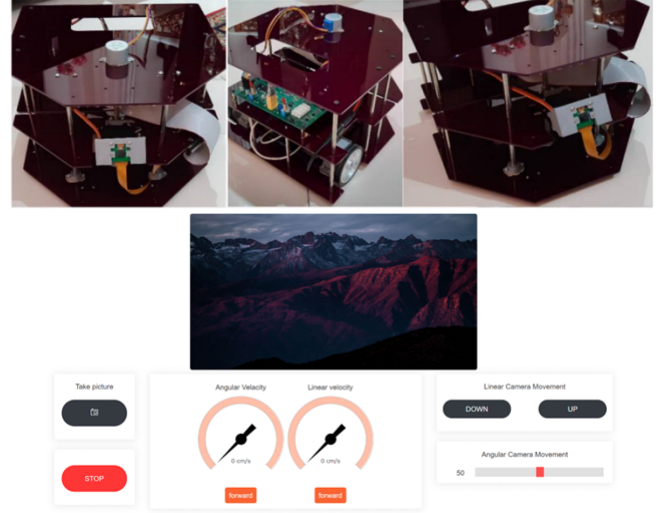 Take picture
STOP
Angular Velacity
Linear velocity
0 cm/s
0 cm/s
forward
forward
Linear Camera Movement
DOWN
UP
Angular Camera Movement
50